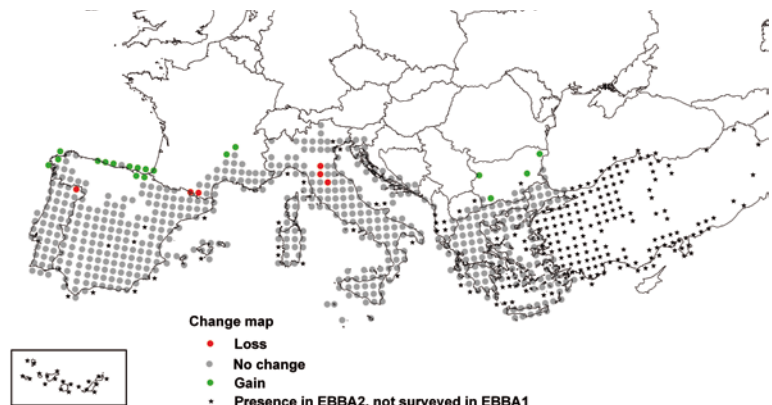 Change map
Loss
No change
Gain
Presence in EBBA2, not surveyed in EBBA1